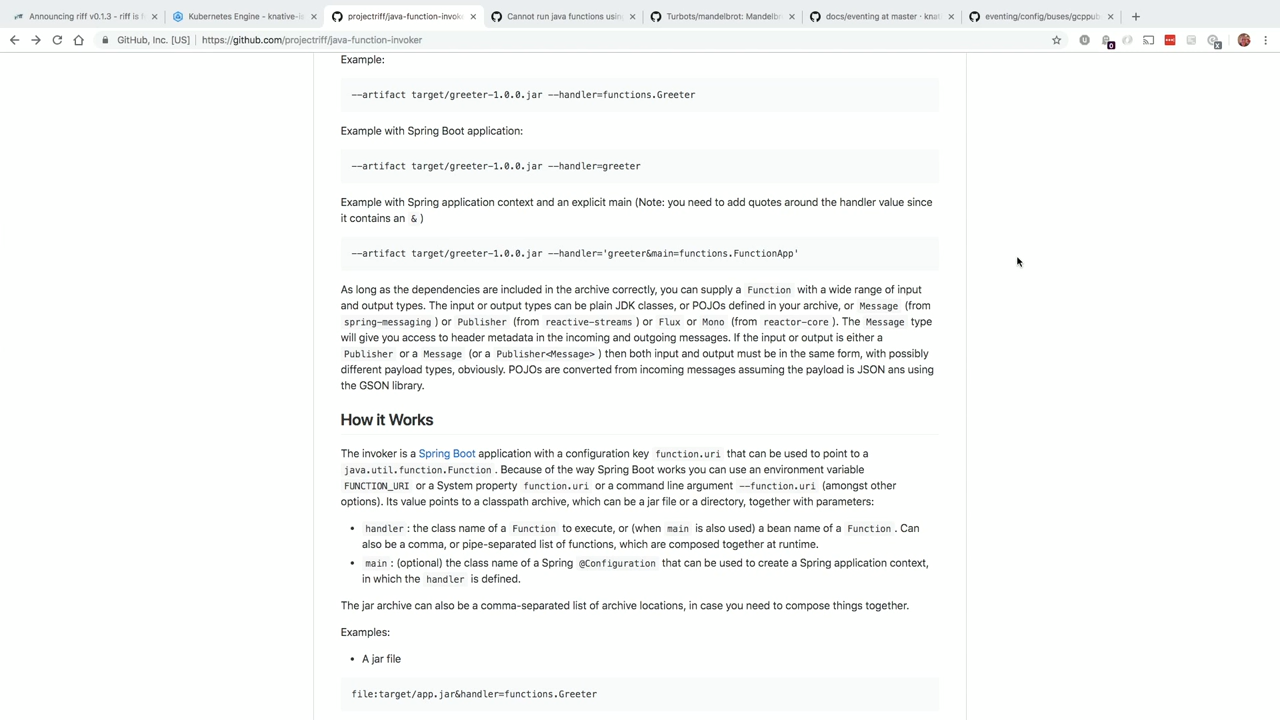 Announcing riff v0.1.3 - riff is f
Kubernetes Engine - knative-ic
projectriff/java-function-invok
Cannot run java functions using
Turbots/mandelbrot: Mandelbr
docs/eventing at master · knat
eventing/config/buses/gcppub
GitHub, Inc. [US] | https://github.com/projectriff/java-function-invoker
Example:
--artifact target/greeter-1.0.0.jar --handler=functions.Greeter
Example with Spring Boot application:
--artifact target/greeter-1.0.0.jar --handler=greeter
Example with Spring application context and an explicit main (Note: you need to add quotes around the handler value since
it contains an & )
--artifact target/greeter-1.0.0.jar --handler='greeter&main=functions.FunctionApp'
As long as the dependencies are included in the archive correctly, you can supply a Function with a wide range of input
and output types. The input or output types can be plain JDK classes, or POJOs defined in your archive, or Message (from
spring-messaging ) or Publisher (from reactive-streams ) or Flux or Mono (from reactor-core ). The Message type
will give you access to header metadata in the incoming and outgoing messages. If the input or output is either a
Publisher or a Message (or a Publisher<Message> ) then both input and output must be in the same form, with possibly
different payload types, obviously. POJOs are converted from incoming messages assuming the payload is JSON ans using
the GSON library.
How it Works
The invoker is a Spring Boot application with a configuration key function.uri that can be used to point to a
java.util.function.Function . Because of the way Spring Boot works you can use an environment variable
FUNCTION_URI or a System property function.uri or a command line argument --function.uri (amongst other
options). Its value points to a classpath archive, which can be a jar file or a directory, together with parameters:
• handler : the class name of a Function to execute, or (when main is also used) a bean name of a Function . Can
also be a comma, or pipe-separated list of functions, which are composed together at runtime.
• main : (optional) the class name of a Spring @Configuration that can be used to create a Spring application context,
in which the handler is defined.
The jar archive can also be a comma-separated list of archive locations, in case you need to compose things together.
Examples:
• A jar file
file:target/app.jar&handler=functions.Greeter